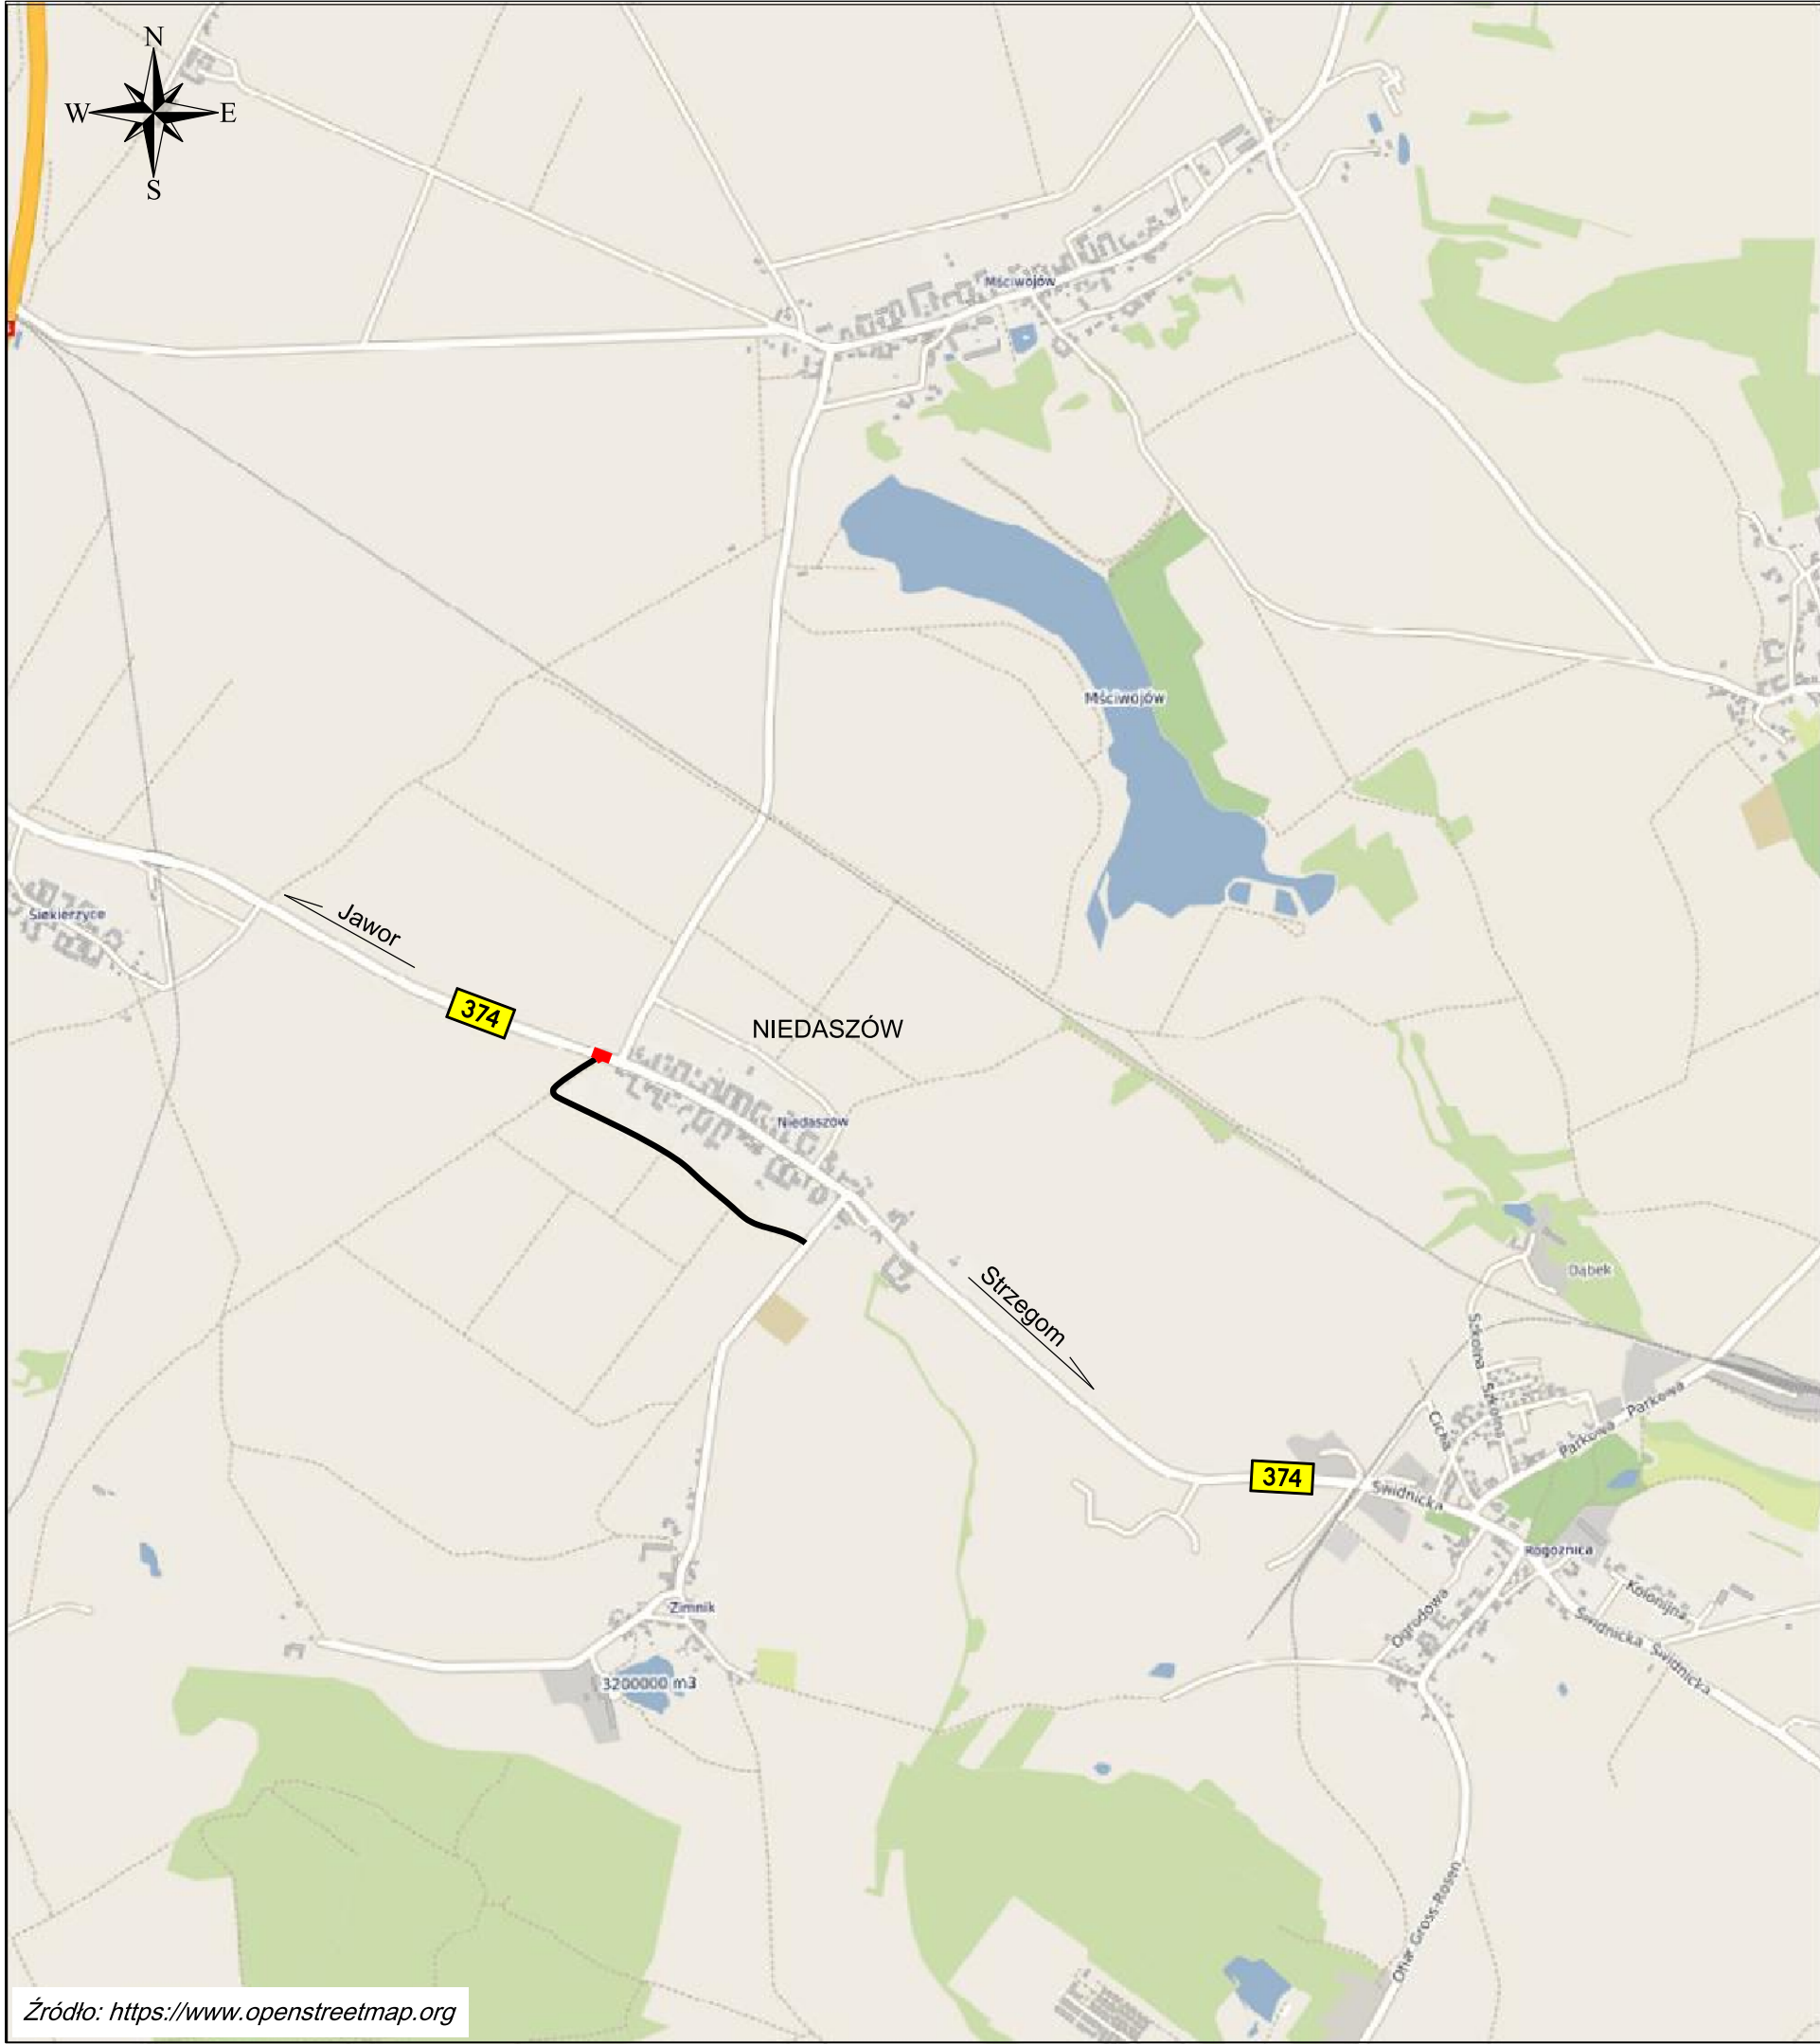 N
W E
S
Mściwojów
Mściwojów
Siekierzyce
Jawor
374
NIEDASZÓW
Niedaszów
Strzegom
Dąbek
Szkolna
Szkolna
Cicha
Parkowa
Parkowa
374
Świdnicka
Rogoźnica
Kolonijna
Ogrodowa
Świdnicka
Świdnicka
Zimnik
3200000 m3
Ofiar Gross-Rosen
Źródło: https://www.openstreetmap.org